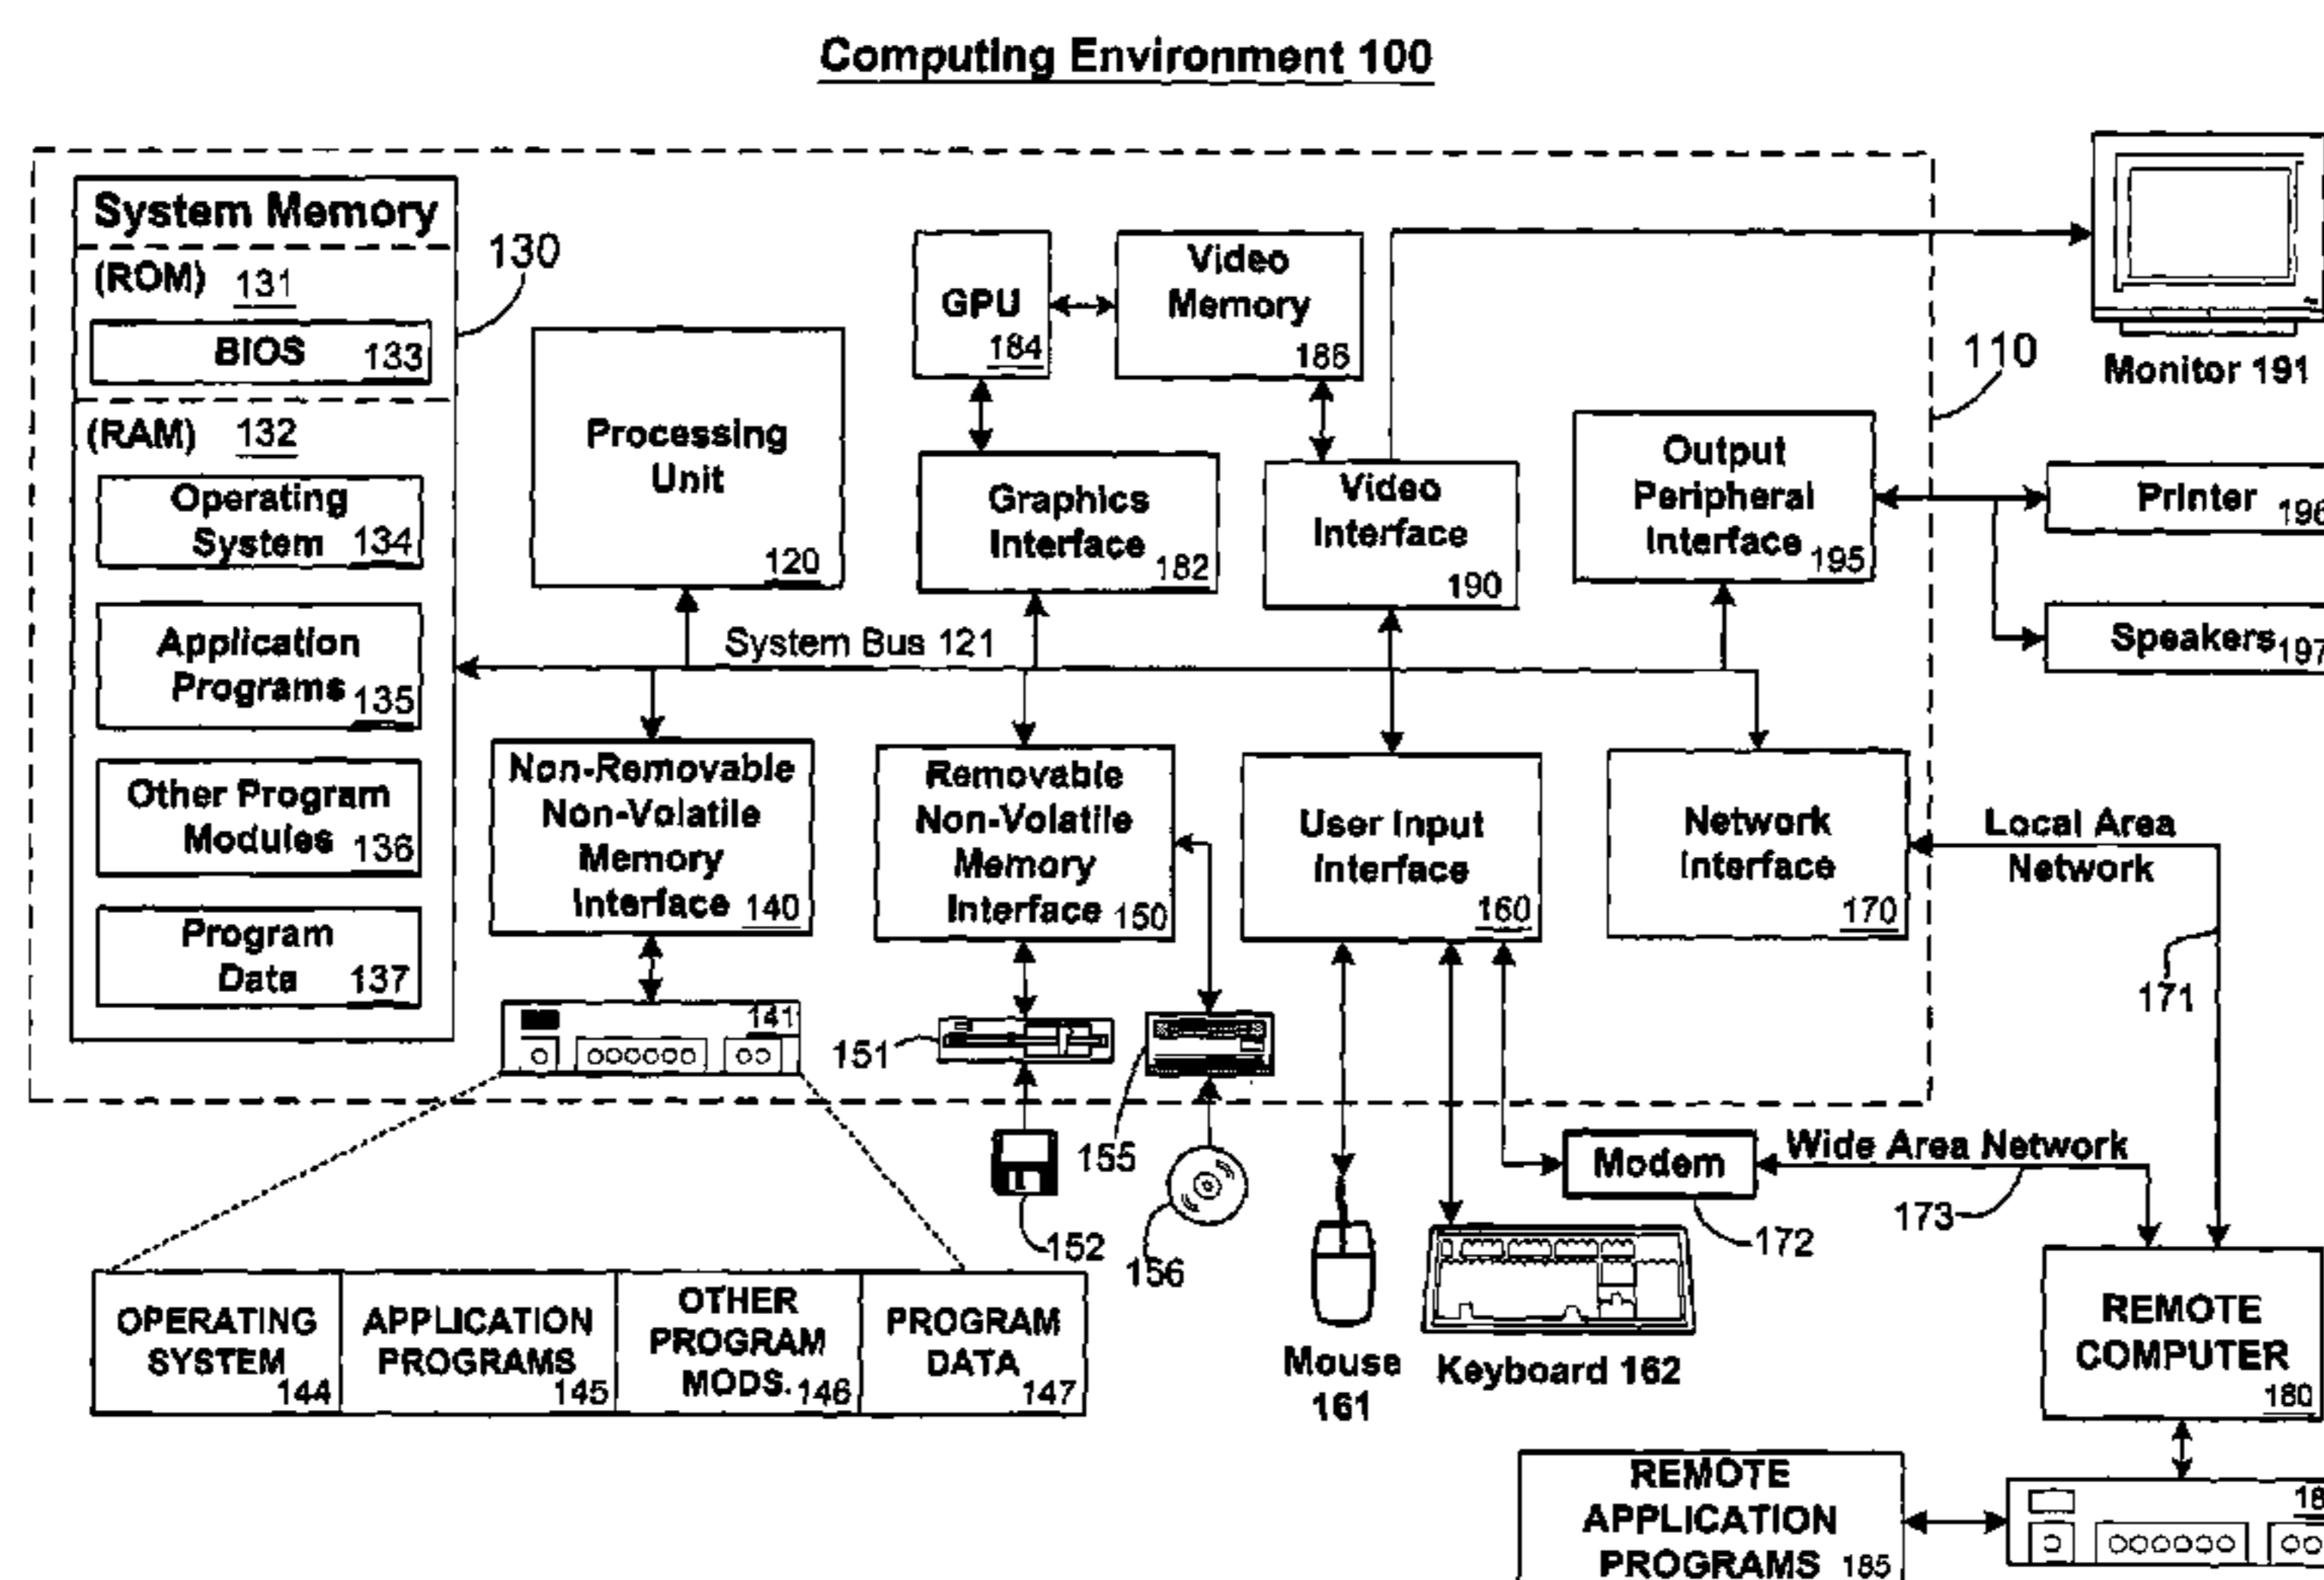 Computing Environment 100
System Memory
(ROM) 131
BIOS 133
130
(RAM) 132
Operating
System 134
Application
Programs 135
Other Program
Modules 136
Program
Data 137
Processing
Unit
120
GPU
184
Video
Memory
186
Graphics
Interface
182
Video
Interface
190
Output
Peripheral
Interface 195
110
Monitor 191
Printer 196
Speakers 197
System Bus 121
Non-Removable
Non-Volatile
Memory
Interface 140
Removable
Non-Volatile
Memory
Interface 150
User Input
Interface
160
Network
Interface
170
Local Area
Network
171
141
151
155
152
156
Modem
172
Wide Area Network
173
Mouse
161
Keyboard 162
OPERATING
SYSTEM
144
APPLICATION
PROGRAMS
145
OTHER
PROGRAM
MODS. 146
PROGRAM
DATA
147
REMOTE
COMPUTER
180
REMOTE
APPLICATION
PROGRAMS 185